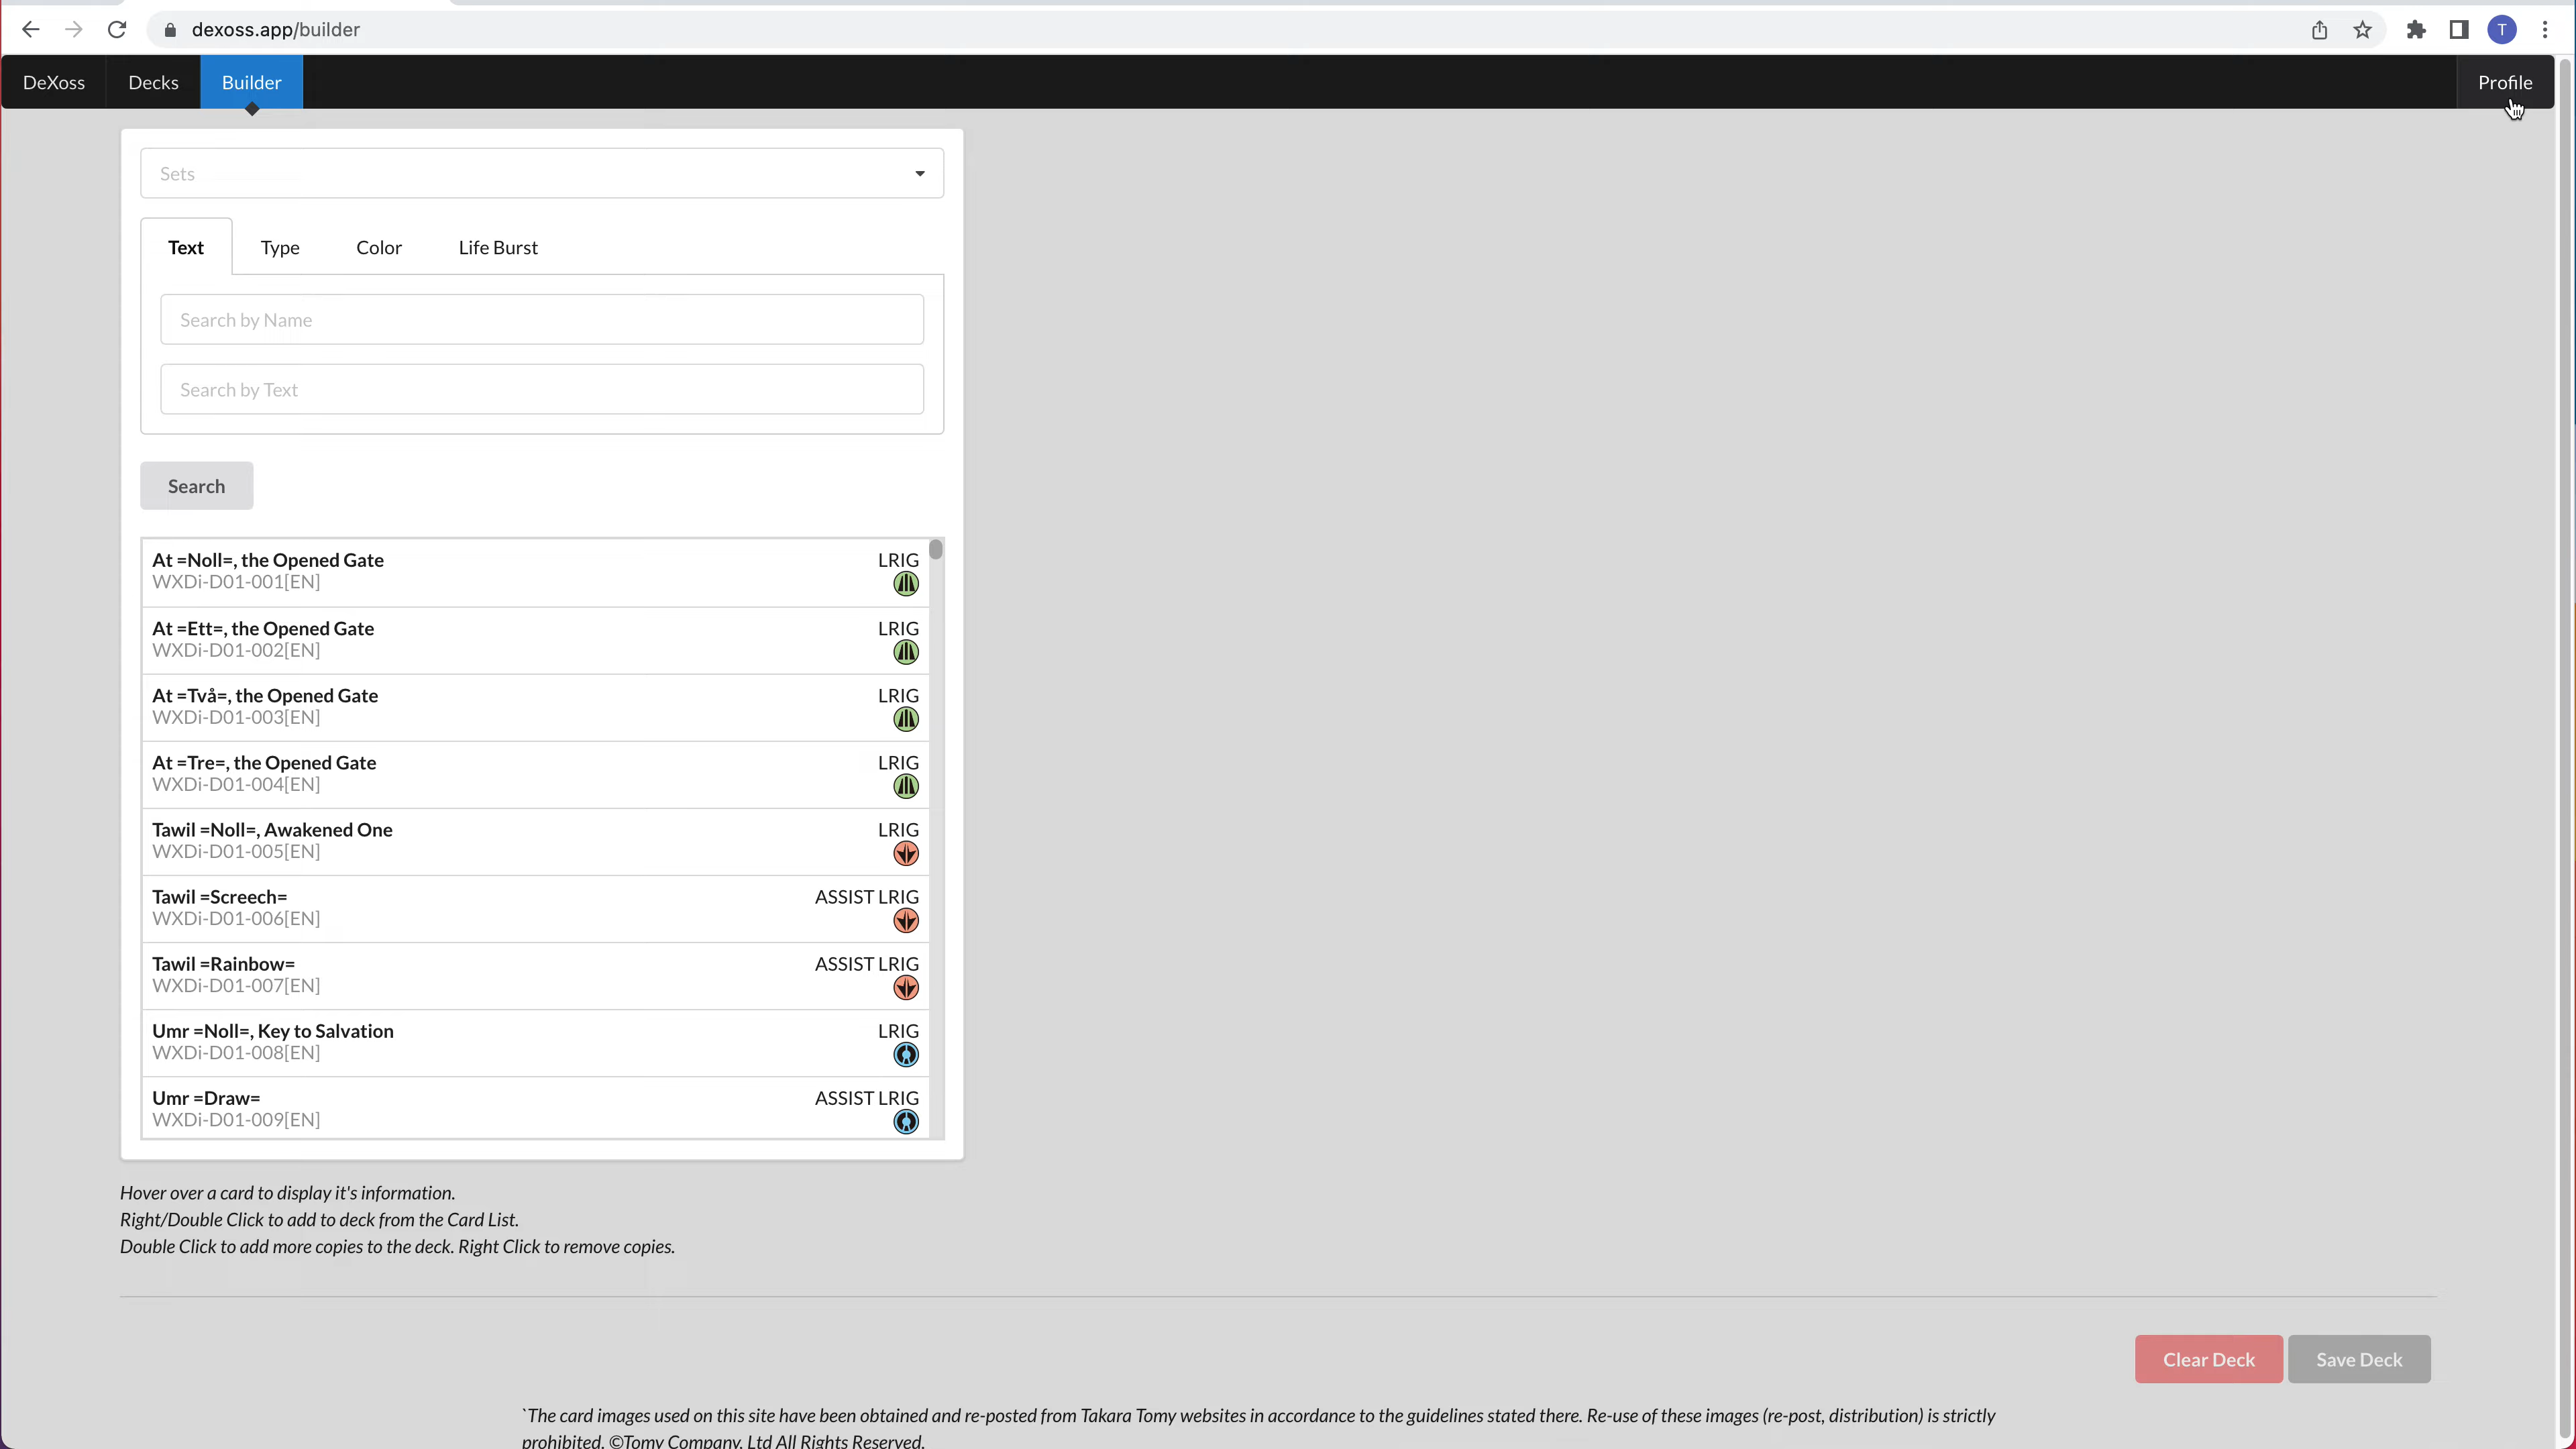 dexoss.app/builder
T
DeXoss
Decks
Builder
Profile
Sets
Text
Type
Color
Life Burst
Search by Name
Search by Text
Search
At =Noll=, the Opened Gate
LRIG
WXDi-D01-001[EN]
At =Ett=, the Opened Gate
LRIG
WXDi-D01-002[EN]
At =Två=, the Opened Gate
LRIG
WXDi-D01-003[EN]
At =Tre=, the Opened Gate
LRIG
WXDi-D01-004[EN]
Tawil =Noll=, Awakened One
LRIG
WXDi-D01-005[EN]
Tawil =Screech=
ASSIST LRIG
WXDi-D01-006[EN]
Tawil =Rainbow=
ASSIST LRIG
WXDi-D01-007[EN]
Umr =Noll=, Key to Salvation
LRIG
WXDi-D01-008[EN]
Umr =Draw=
ASSIST LRIG
WXDi-D01-009[EN]
Hover over a card to display it's information.
Right/Double Click to add to deck from the Card List.
Double Click to add more copies to the deck. Right Click to remove copies.
Clear Deck
Save Deck
`The card images used on this site have been obtained and re-posted from Takara Tomy websites in accordance to the guidelines stated there. Re-use of these images (re-post, distribution) is strictly
prohibited. ©Tomy Company, Ltd All Rights Reserved.